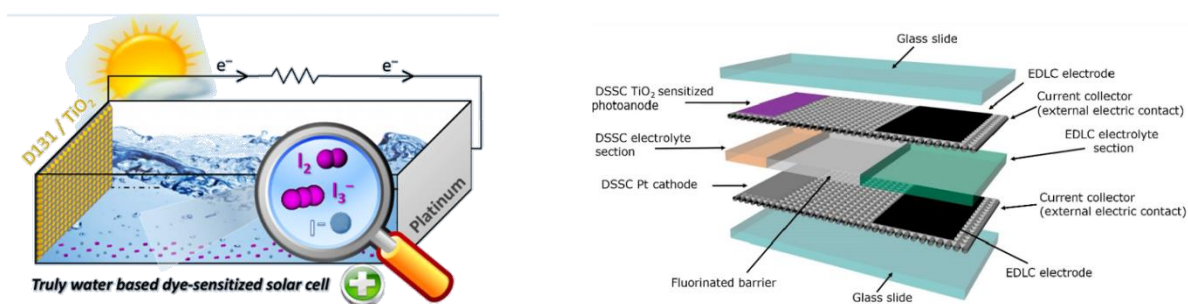 e⁻
e⁻
D131 / TiO₂
I₂
I₃⁻
I⁻
Platinum
Truly water based dye-sensitized solar cell
Glass slide
EDLC electrode
DSSC TiO₂ sensitized
photoanode
Current collector
(external electric contact)
DSSC electrolyte
section
EDLC electrolyte
section
DSSC Pt cathode
Current collector
(external electric contact)
Fluorinated barrier
EDLC electrode
Glass slide